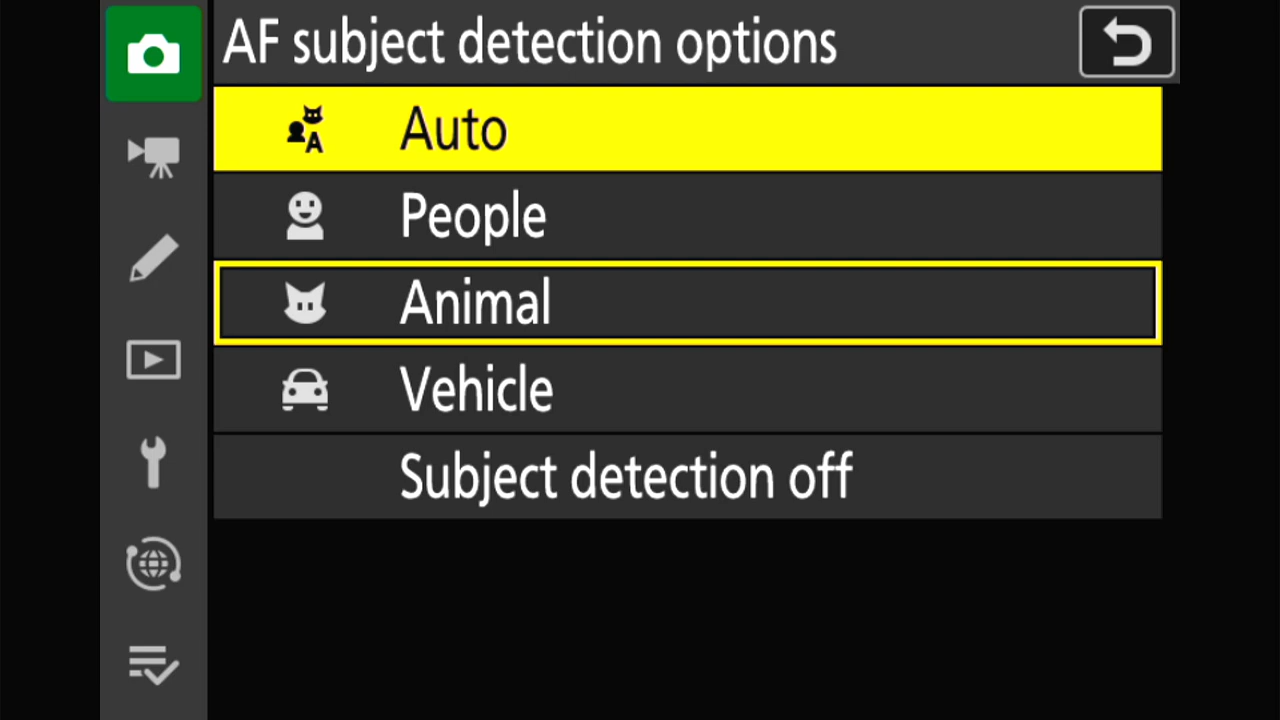 AF subject detection options
Auto
People
Animal
Vehicle
Subject detection off